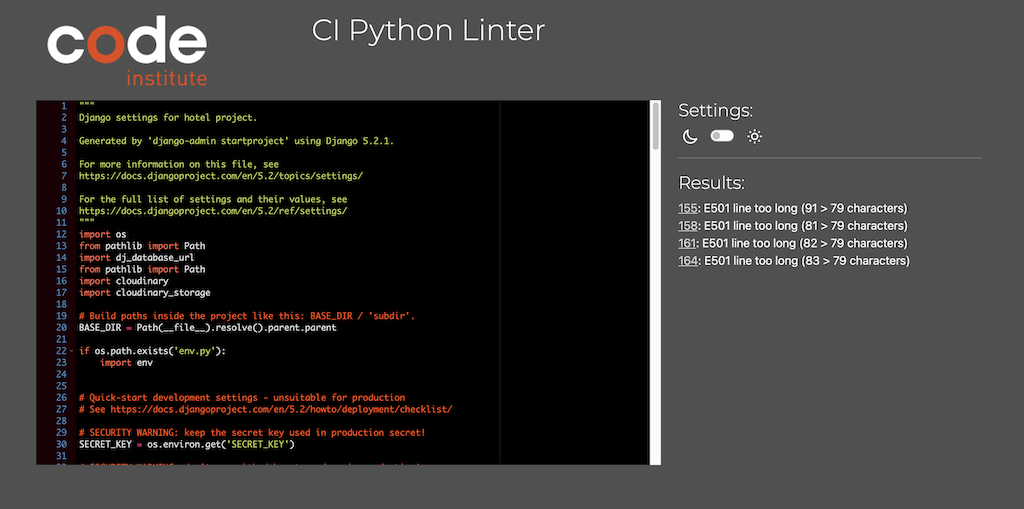 code
institute
CI Python Linter
1 """
2 Django settings for hotel project.
3
4 Generated by 'django-admin startproject' using Django 5.2.1.
5
6 For more information on this file, see
7 https://docs.djangoproject.com/en/5.2/topics/settings/
8
9 For the full list of settings and their values, see
10 https://docs.djangoproject.com/en/5.2/ref/settings/
11 """
12 import os
13 from pathlib import Path
14 import dj_database_url
15 from pathlib import Path
16 import cloudinary
17 import cloudinary_storage
18
19 # Build paths inside the project like this: BASE_DIR / 'subdir'.
20 BASE_DIR = Path(__file__).resolve().parent.parent
21
22 if os.path.exists('env.py'):
23     import env
24
25
26 # Quick-start development settings - unsuitable for production
27 # See https://docs.djangoproject.com/en/5.2/howto/deployment/checklist/
28
29 # SECURITY WARNING: keep the secret key used in production secret!
30 SECRET_KEY = os.environ.get('SECRET_KEY')
31
Settings:
Results:
155: E501 line too long (91 > 79 characters)
158: E501 line too long (81 > 79 characters)
161: E501 line too long (82 > 79 characters)
164: E501 line too long (83 > 79 characters)